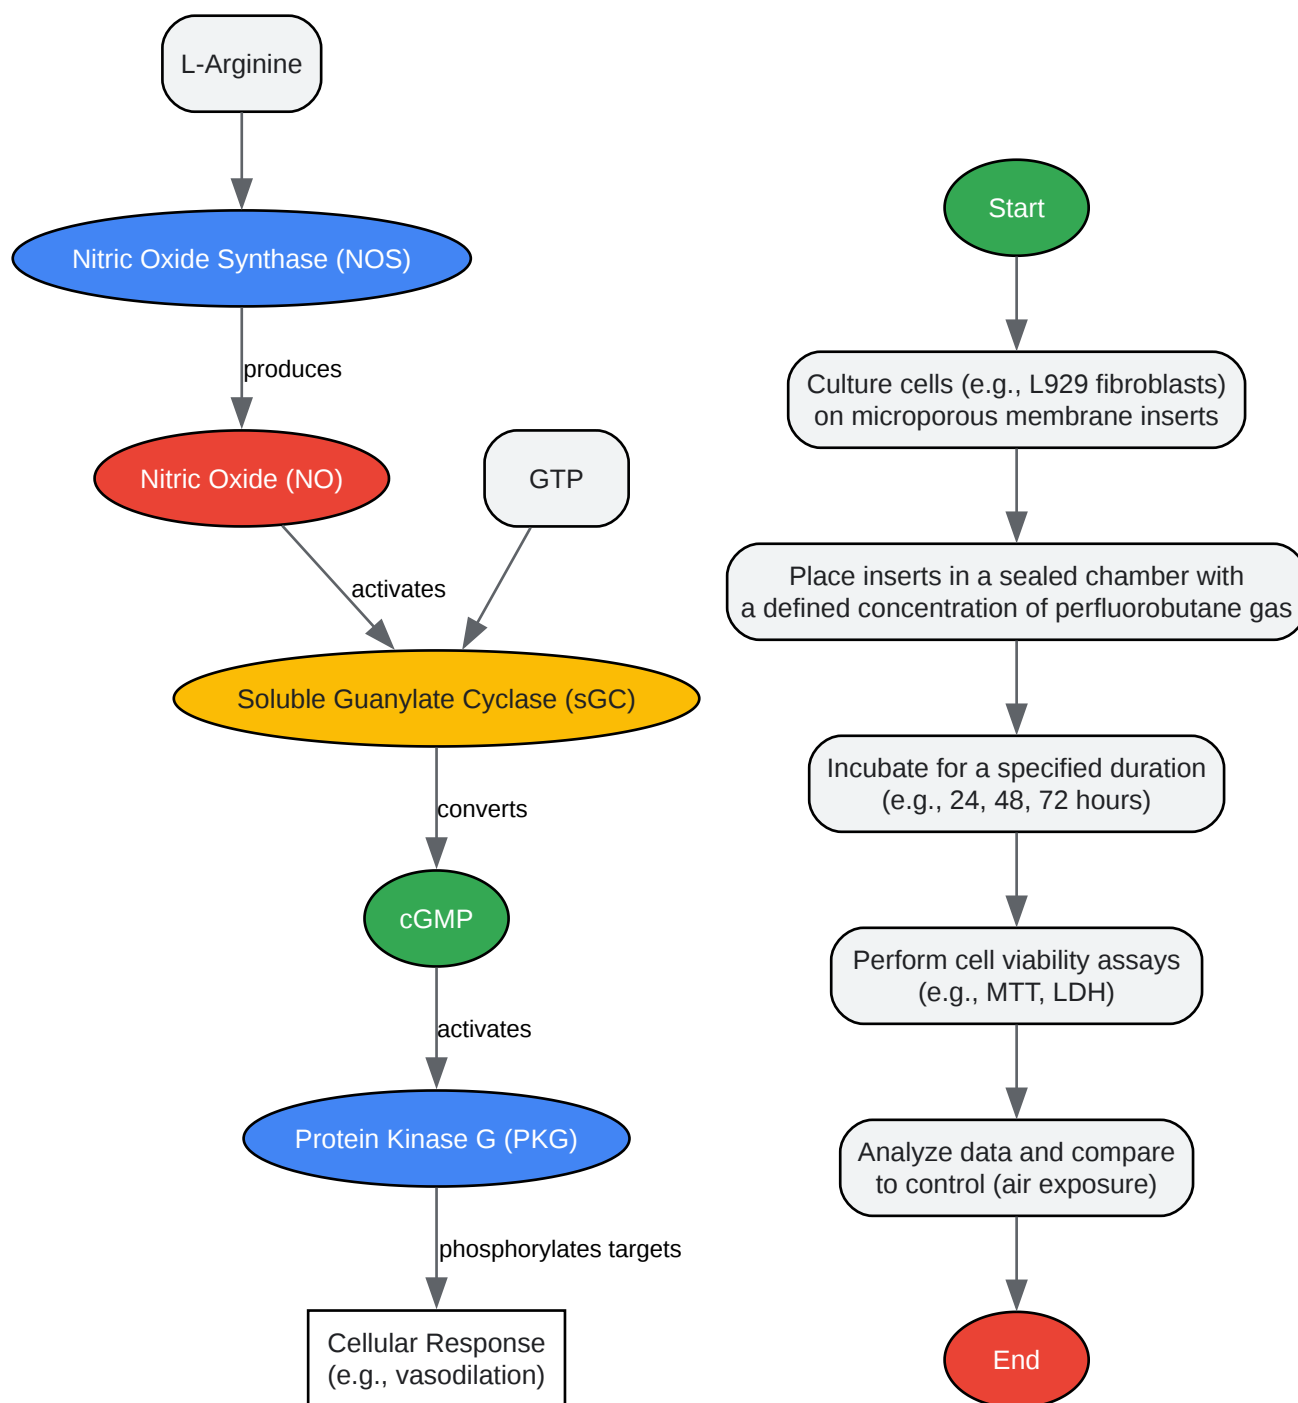 L-Arginine
Nitric Oxide Synthase (NOS)
produces
Nitric Oxide (NO)
GTP
activates
Soluble Guanylate Cyclase (sGC)
converts
cGMP
activates
Protein Kinase G (PKG)
phosphorylates targets
Cellular Response
(e.g., vasodilation)
Start
Culture cells (e.g., L929 fibroblasts)
on microporous membrane inserts
Place inserts in a sealed chamber with
a defined concentration of perfluorobutane gas
Incubate for a specified duration
(e.g., 24, 48, 72 hours)
Perform cell viability assays
(e.g., MTT, LDH)
Analyze data and compare
to control (air exposure)
End